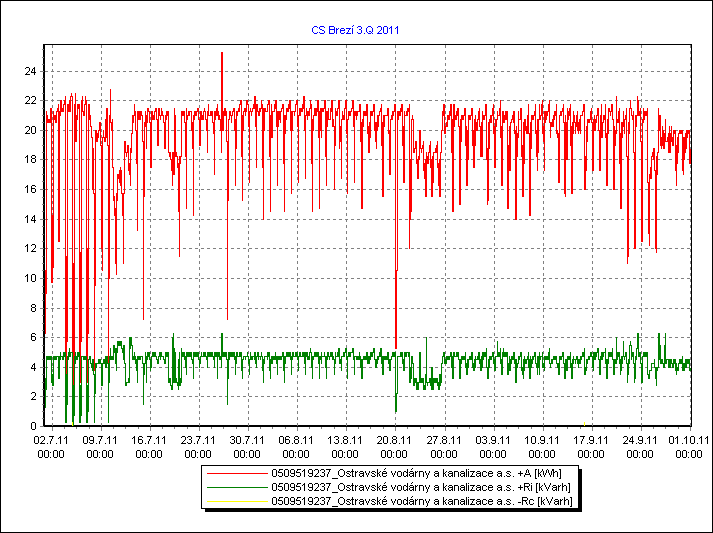 CS Brezí 3.Q 2011
24
22
20
18
16
14
12
10
8
6
4
2
0
02.7.11 09.7.11 16.7.11 23.7.11 30.7.11 06.8.11 13.8.11 20.8.11 27.8.11 03.9.11 10.9.11 17.9.11 24.9.11 01.10.11
00:00 00:00 00:00 00:00 00:00 00:00 00:00 00:00 00:00 00:00 00:00 00:00 00:00 00:00
0509519237_Ostravské vodárny a kanalizace a.s. +A [kWh]
0509519237_Ostravské vodárny a kanalizace a.s. +Ri [kVarh]
0509519237_Ostravské vodárny a kanalizace a.s. -Rc [kVarh]